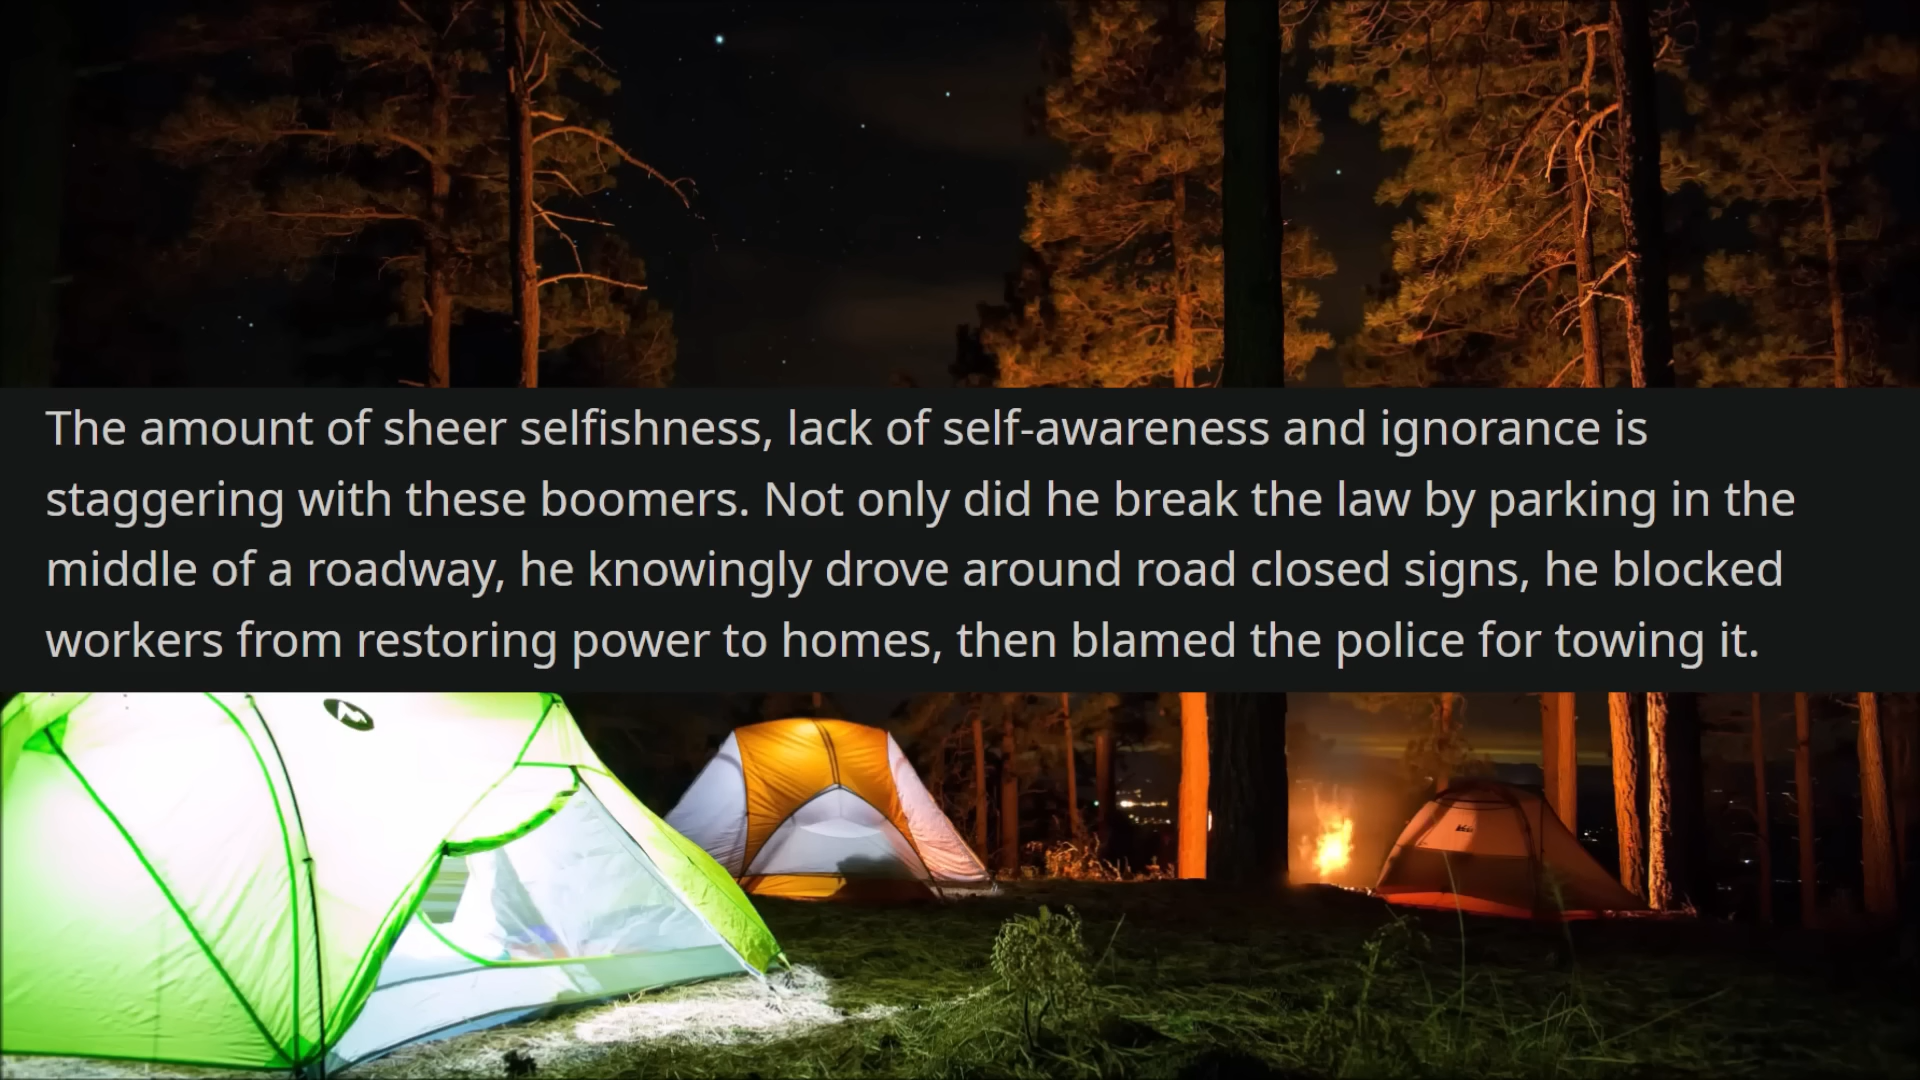 The amount of sheer selfishness, lack of self-awareness and ignorance is
staggering with these boomers. Not only did he break the law by parking in the
middle of a roadway, he knowingly drove around road closed signs, he blocked
workers from restoring power to homes, then blamed the police for towing it.